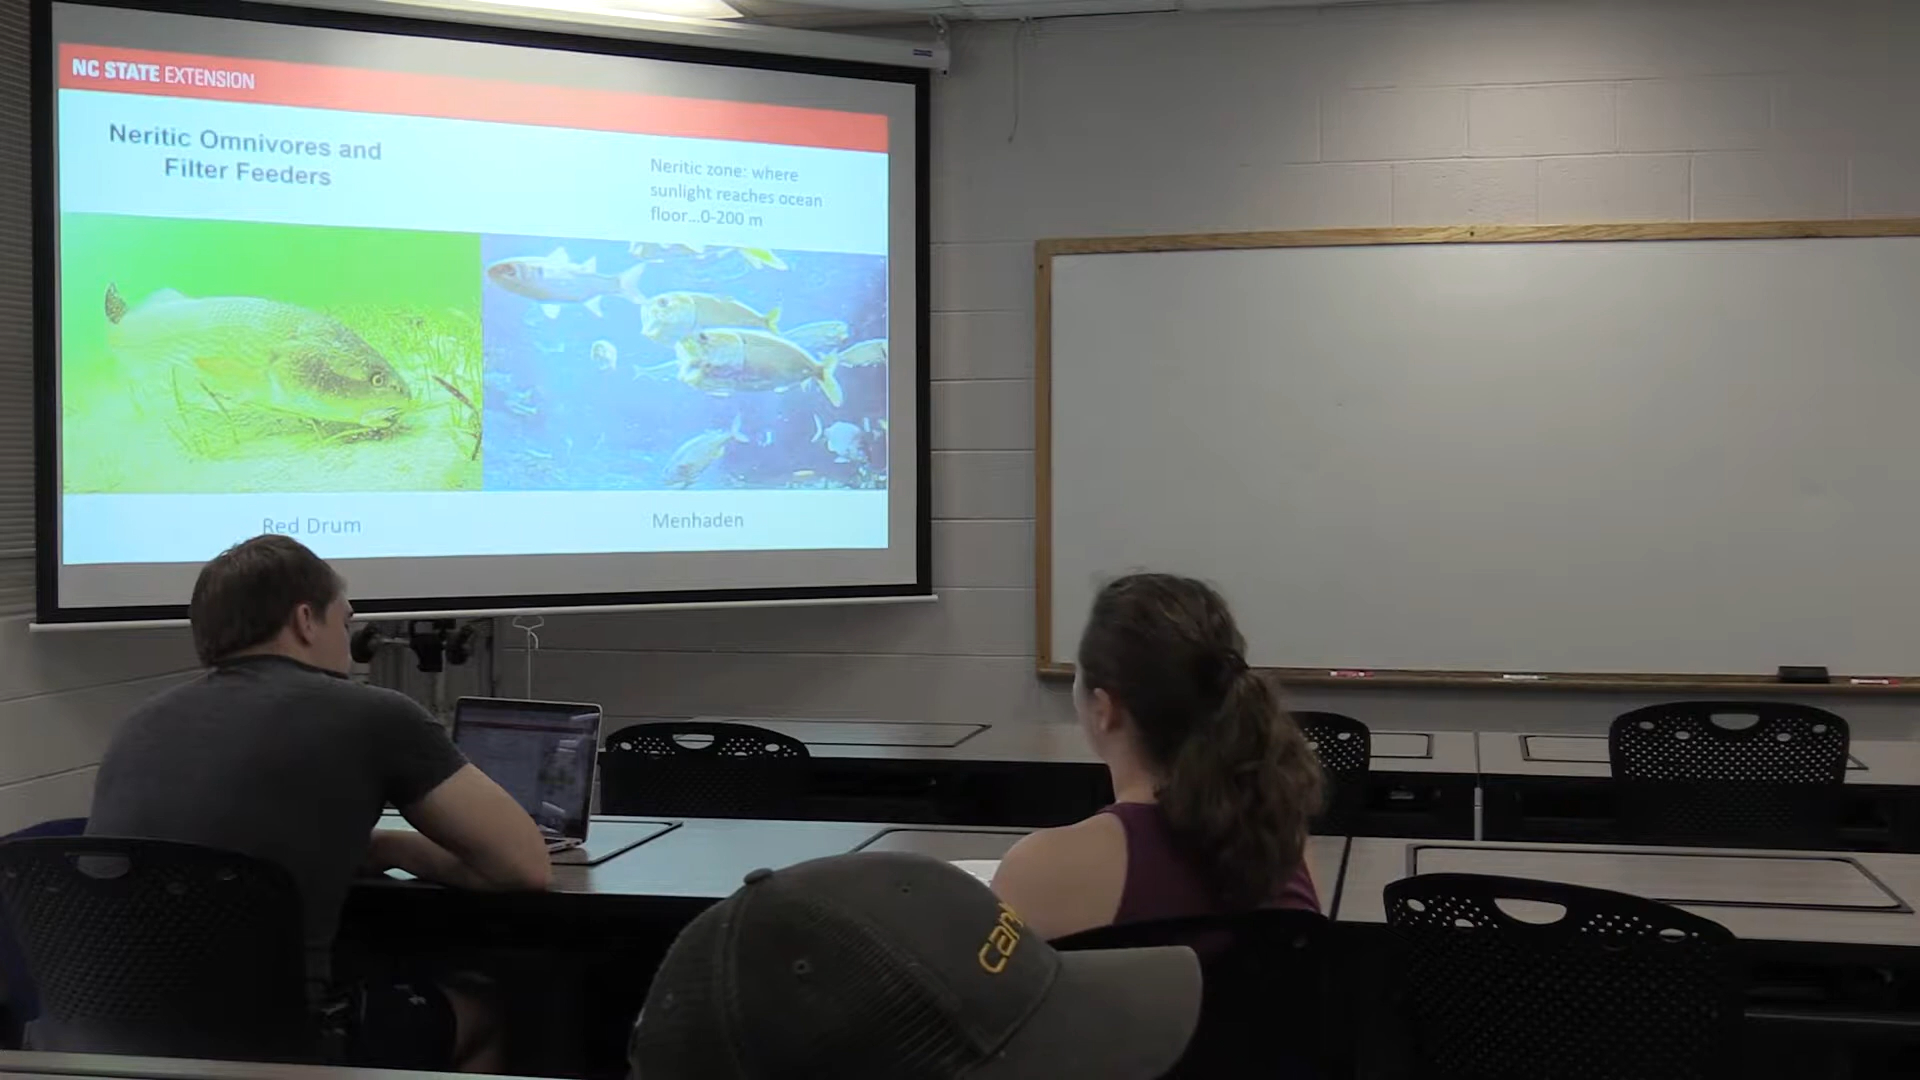 NC STATE EXTENSION
Neritic Omnivores and
Filter Feeders
Neritic zone: where
sunlight reaches ocean
floor...0-200 m
Red Drum
Menhaden